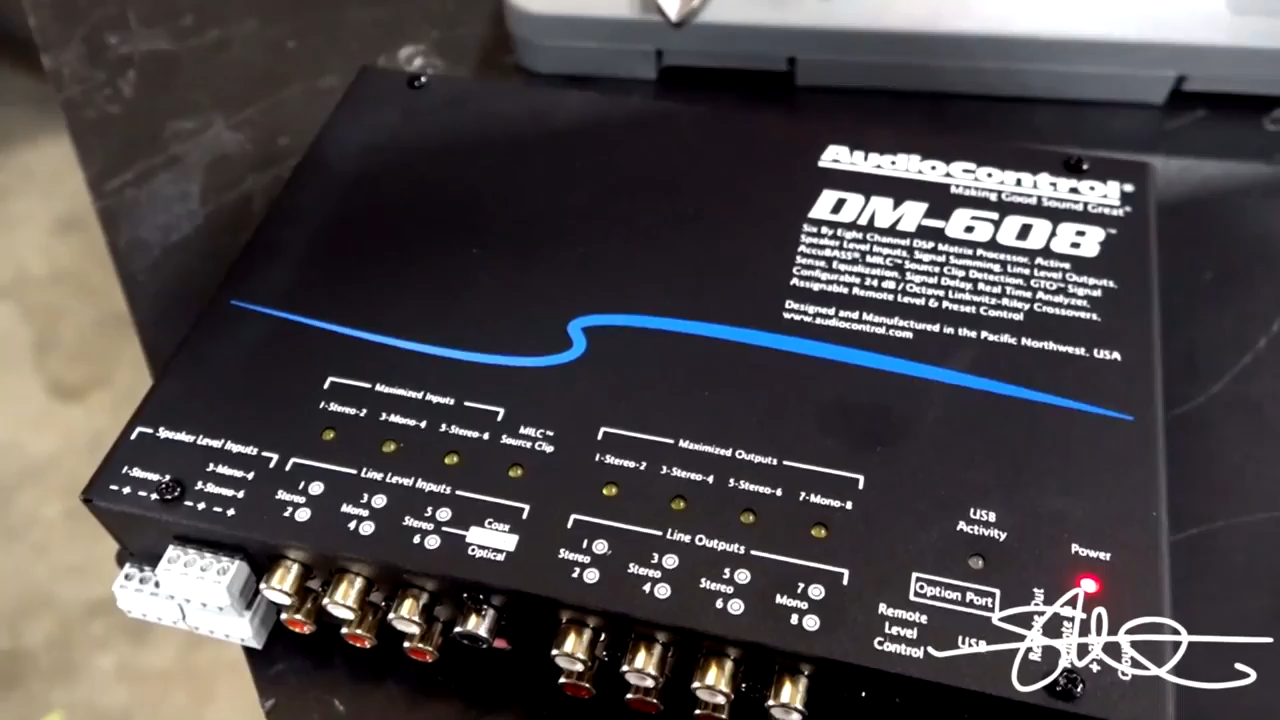 AudioControl®
Making Good Sound Great®
DM-608™
Six By Eight Channel DSP Matrix Processor, Active
Speaker Level Inputs, Signal Summing, Line Level Outputs,
AccuBASS®, MILC™ Source Clip Detection, GTO™ Signal
Sense, Equalization, Signal Delay, Real Time Analyzer,
Configurable 24 dB / Octave Linkwitz-Riley Crossovers,
Assignable Remote Level & Preset Control
Designed and Manufactured in the Pacific Northwest, USA
www.audiocontrol.com
Maximized Inputs
1-Stereo-2 3-Mono-4 5-Stereo-6
MILC™
Source Clip
Speaker Level Inputs
1-Stereo-2 3-Mono-4
5-Stereo-6
- + - + - + - +
Line Level Inputs
1 3 5
Stereo Mono Stereo
2 4 6
Coax
Optical
Maximized Outputs
1-Stereo-2 3-Stereo-4 5-Stereo-6 7-Mono-8
Line Outputs
1 3 5 7
Stereo Stereo Stereo Mono
2 4 6 8
USB
Activity
Power
Option Port
Remote
Level
Control
USB